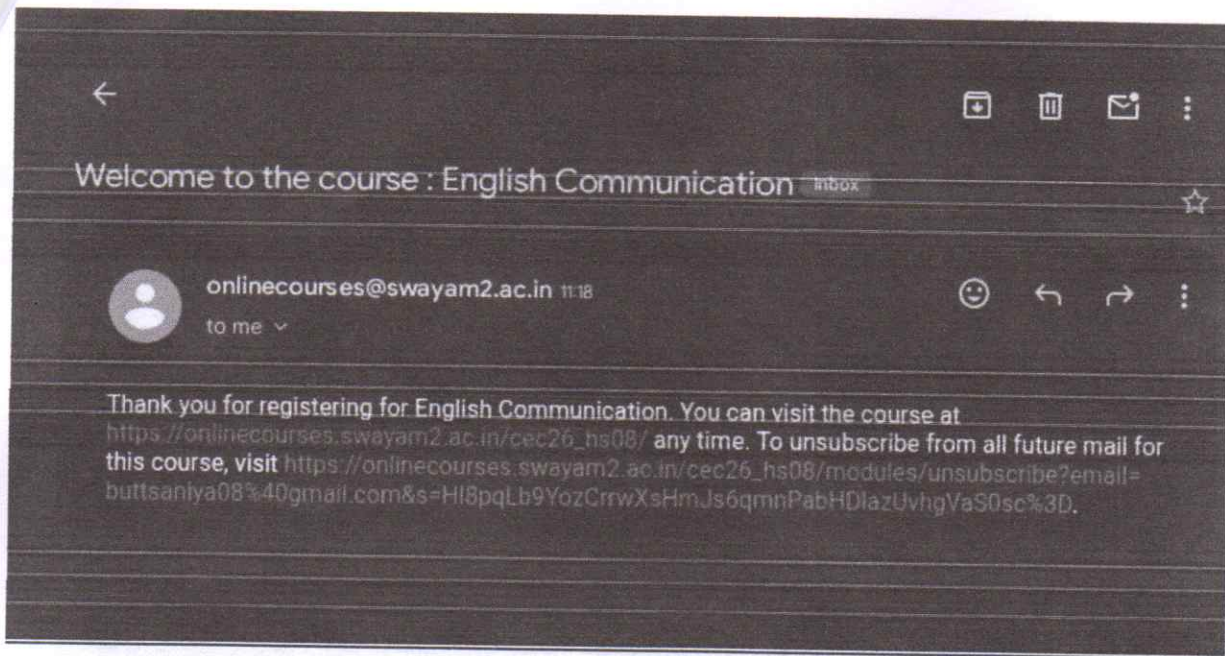 Welcome to the course : English Communication Inbox
onlinecourses@swayam2.ac.in 11:18
to me
Thank you for registering for English Communication. You can visit the course at
https://onlinecourses.swayam2.ac.in/cec26_hs08/ any time. To unsubscribe from all future mail for
this course, visit https://onlinecourses.swayam2.ac.in/cec26_hs08/modules/unsubscribe?email=
buttsaniya08%40gmail.com&s=HI8pqLb9YozCrrwXsHmJs6qmnPabHDlazUvhgVaS0sc%3D.